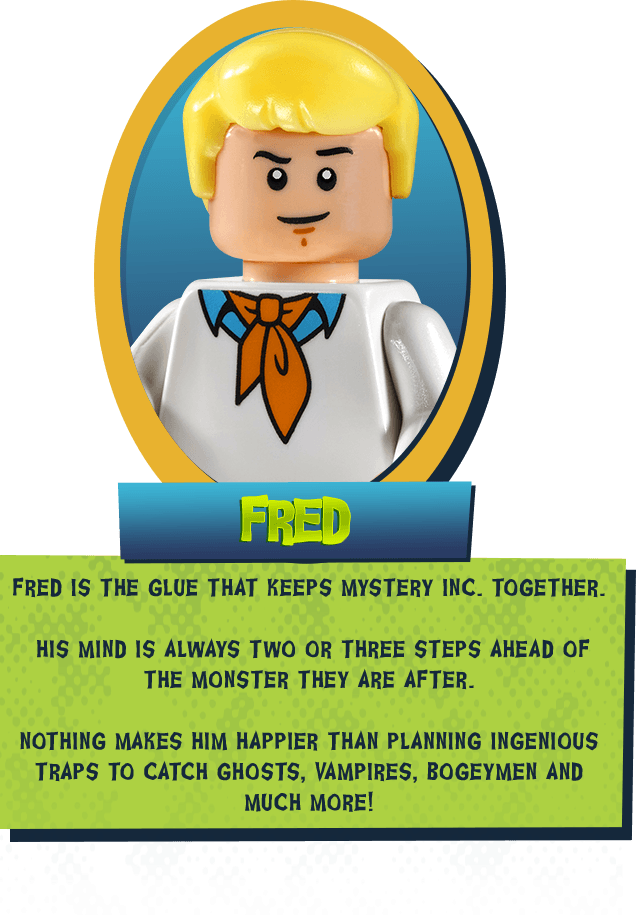 FRED
FRED IS THE GLUE THAT KEEPS MYSTERY INC. TOGETHER.
HIS MIND IS ALWAYS TWO OR THREE STEPS AHEAD OF
THE MONSTER THEY ARE AFTER.
NOTHING MAKES HIM HAPPIER THAN PLANNING INGENIOUS
TRAPS TO CATCH GHOSTS, VAMPIRES, BOGEYMEN AND
MUCH MORE!